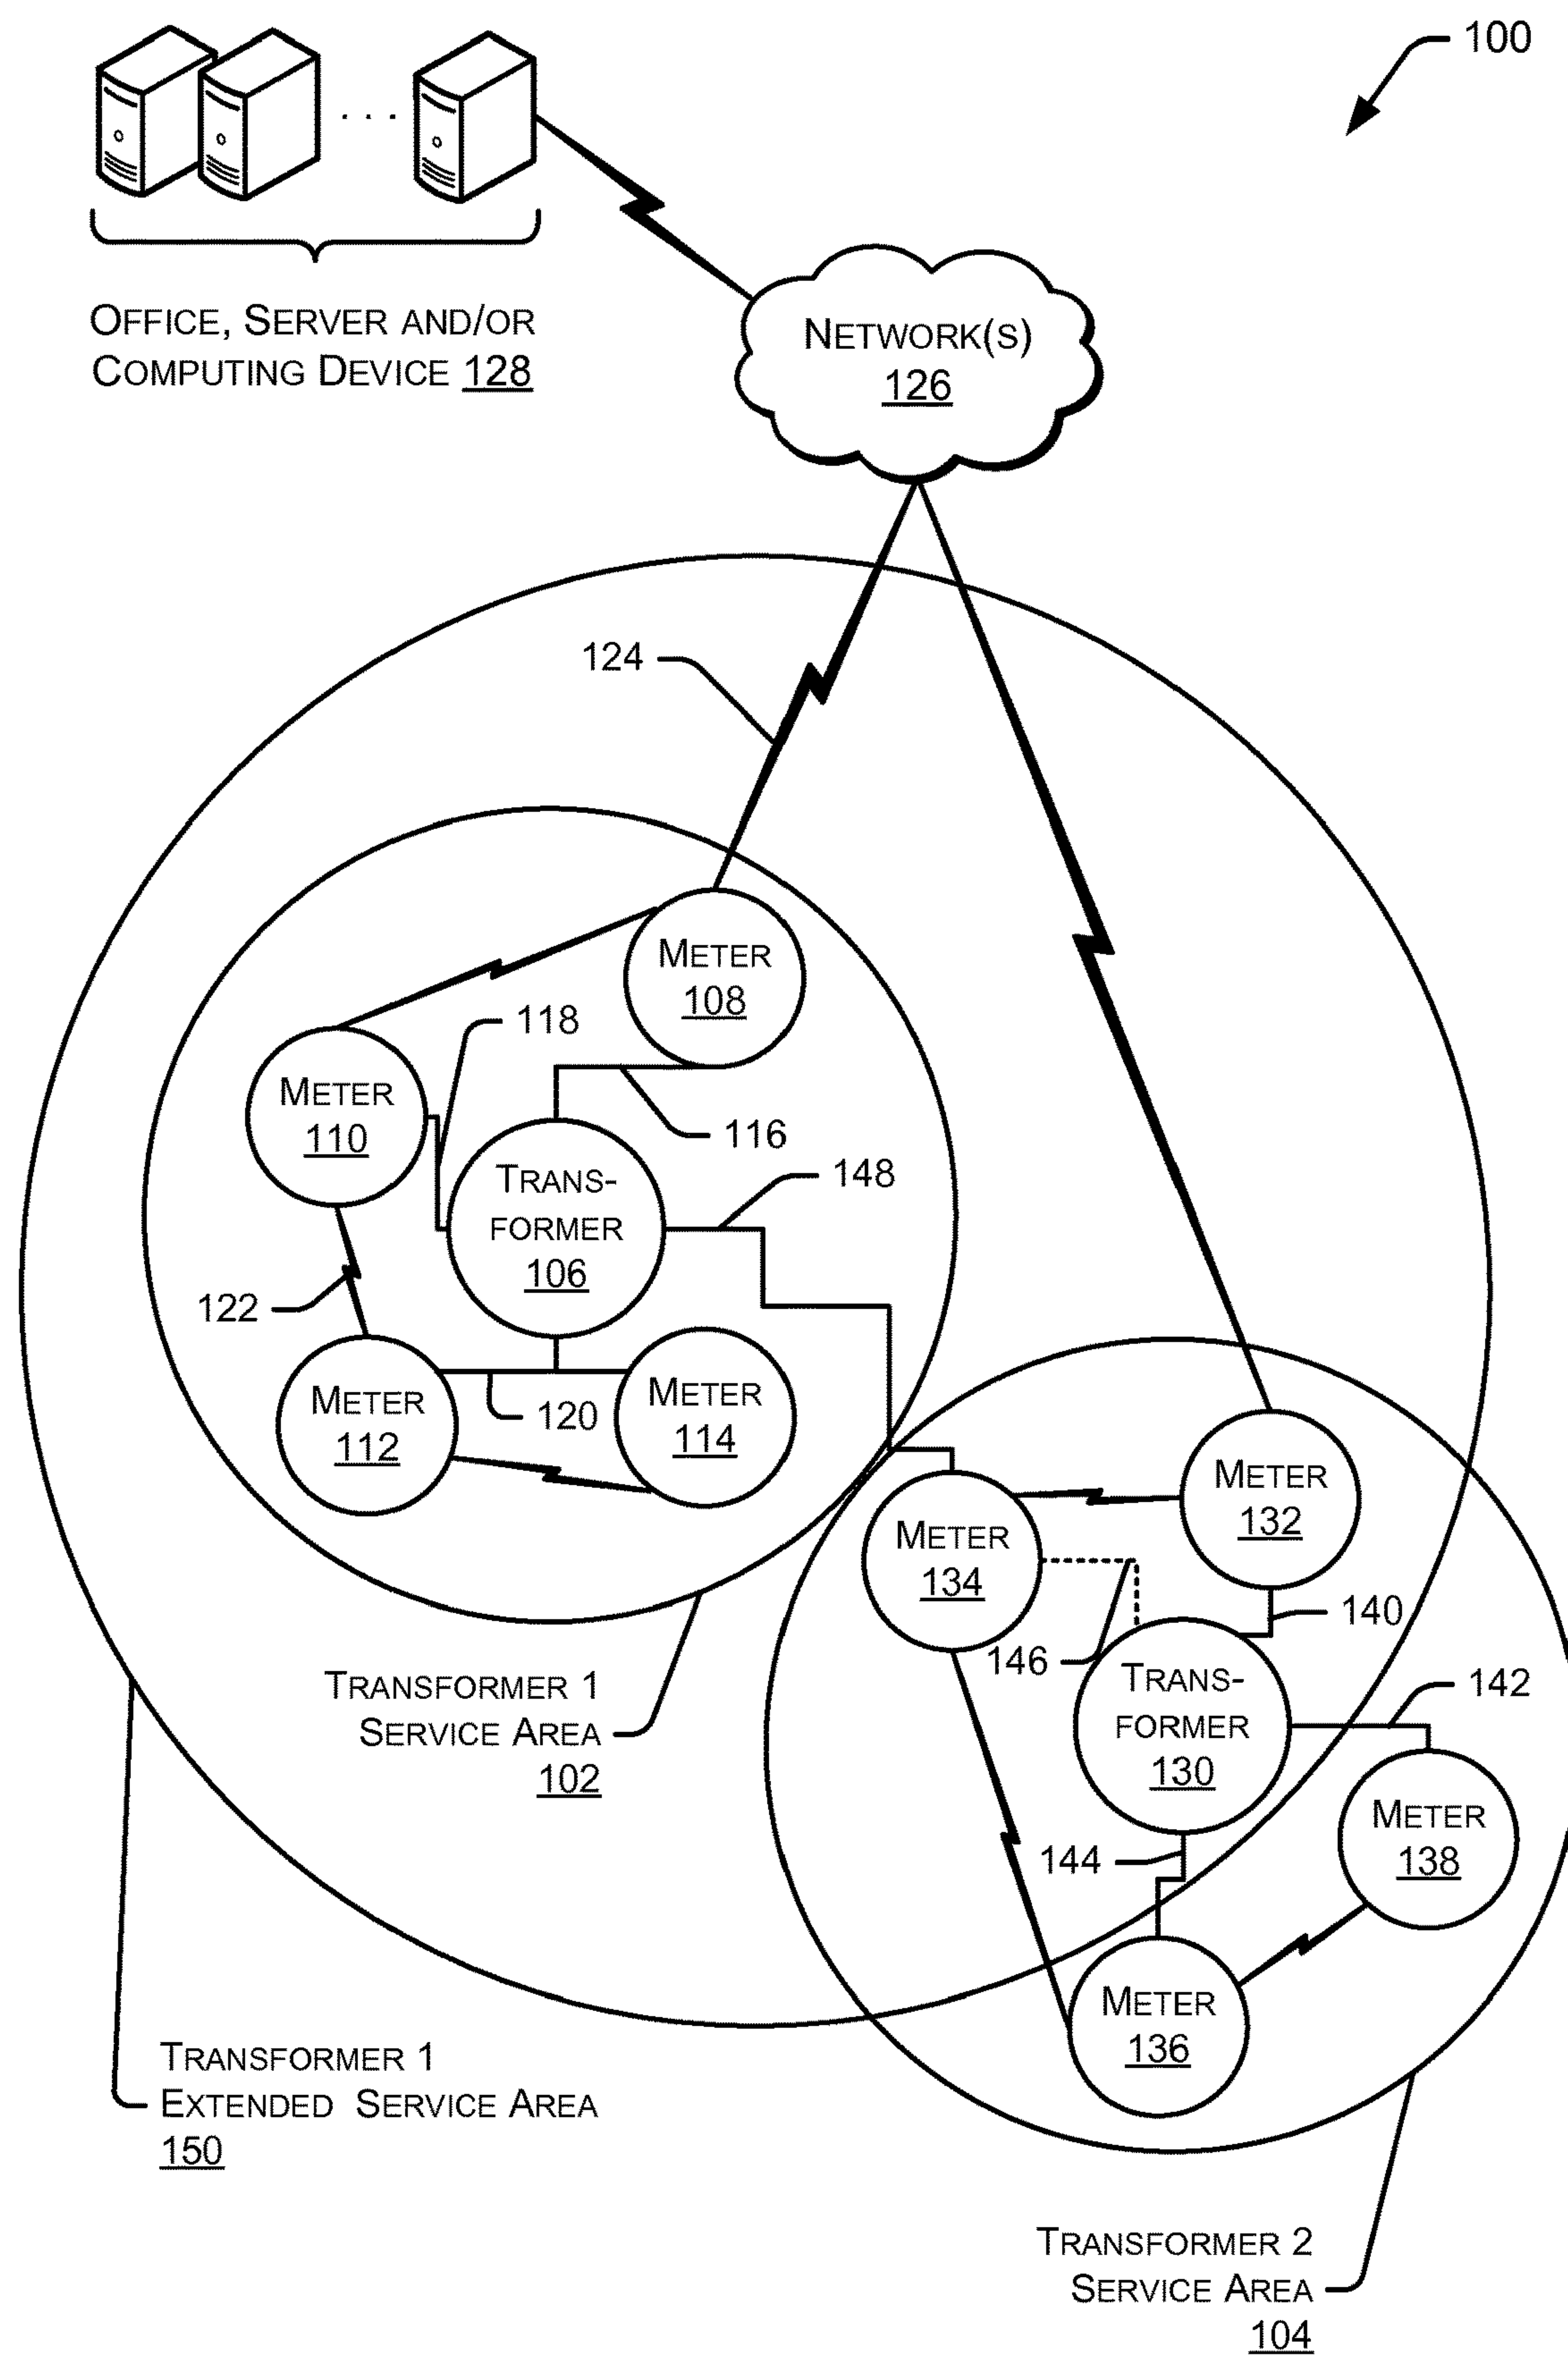 100
OFFICE, SERVER AND/OR
COMPUTING DEVICE 128
. . .
NETWORK(S)
126
124
METER
108
118
METER
110
116
TRANS-
FORMER
106
148
122
METER
112
120
METER
114
METER
132
METER
134
140
146
TRANS-
FORMER
130
142
TRANSFORMER 1
SERVICE AREA
102
144
METER
138
METER
136
TRANSFORMER 1
EXTENDED SERVICE AREA
150
TRANSFORMER 2
SERVICE AREA
104